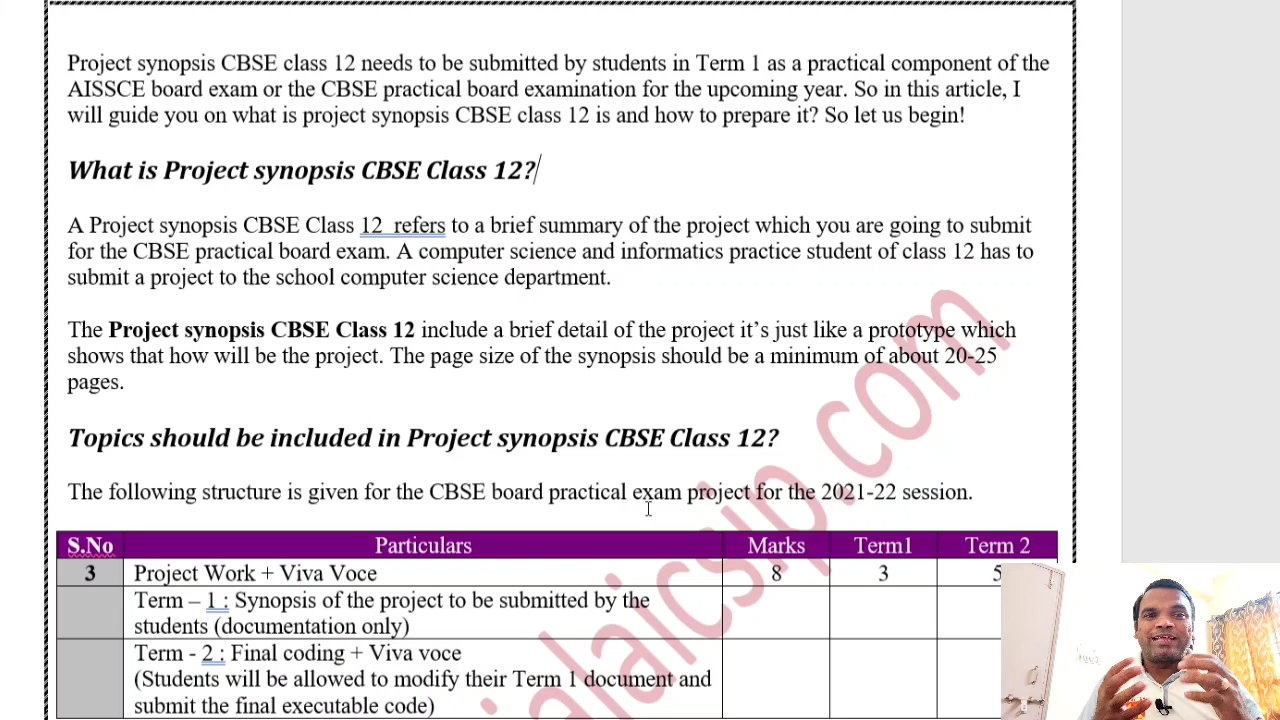 Project synopsis CBSE class 12 needs to be submitted by students in Term 1 as a practical component of the
AISSCE board exam or the CBSE practical board examination for the upcoming year. So in this article, I
will guide you on what is project synopsis CBSE class 12 is and how to prepare it? So let us begin!
What is Project synopsis CBSE Class 12?
A Project synopsis CBSE Class 12 refers to a brief summary of the project which you are going to submit
for the CBSE practical board exam. A computer science and informatics practice student of class 12 has to
submit a project to the school computer science department.
The Project synopsis CBSE Class 12 include a brief detail of the project it’s just like a prototype which
shows that how will be the project. The page size of the synopsis should be a minimum of about 20-25
pages.
Topics should be included in Project synopsis CBSE Class 12?
The following structure is given for the CBSE board practical exam project for the 2021-22 session.
S.No Particulars Marks Term1 Term 2
3 Project Work + Viva Voce 8 3 5
Term – 1 : Synopsis of the project to be submitted by the
students (documentation only)
Term - 2 : Final coding + Viva voce
(Students will be allowed to modify their Term 1 document and
submit the final executable code)